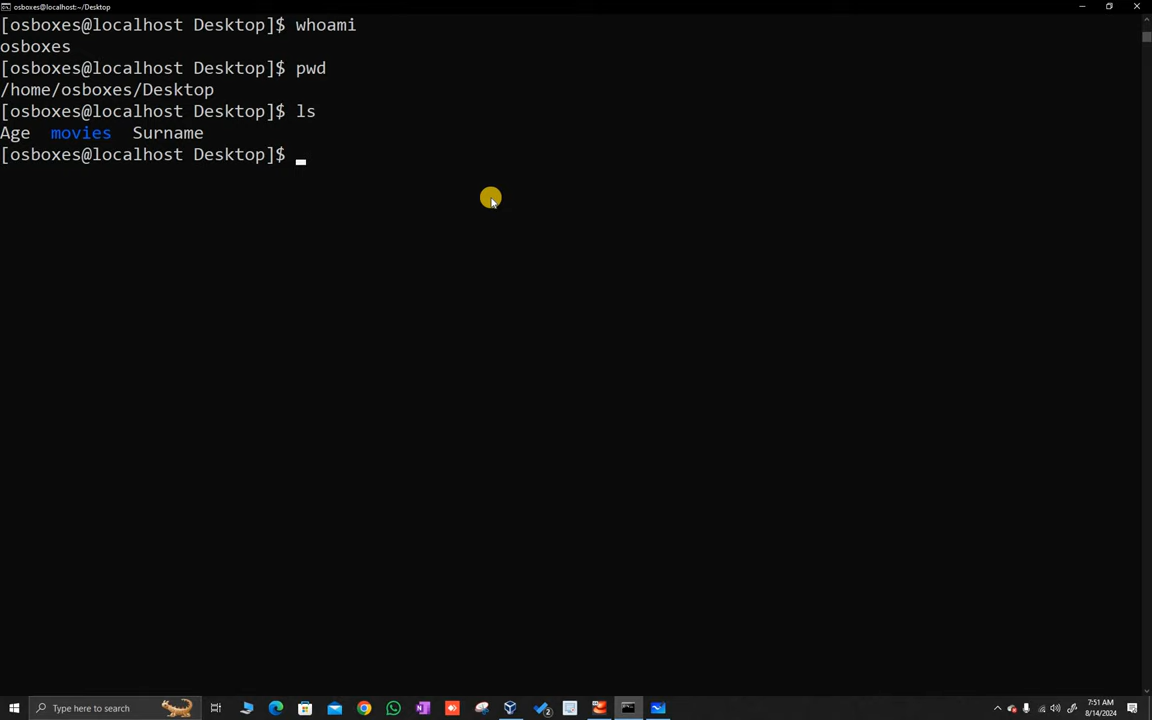 osboxes@localhost:~/Desktop
[osboxes@localhost Desktop]$ whoami
osboxes
[osboxes@localhost Desktop]$ pwd
/home/osboxes/Desktop
[osboxes@localhost Desktop]$ ls
Age  movies  Surname
[osboxes@localhost Desktop]$
Type here to search
2
7:51 AM
8/14/2024